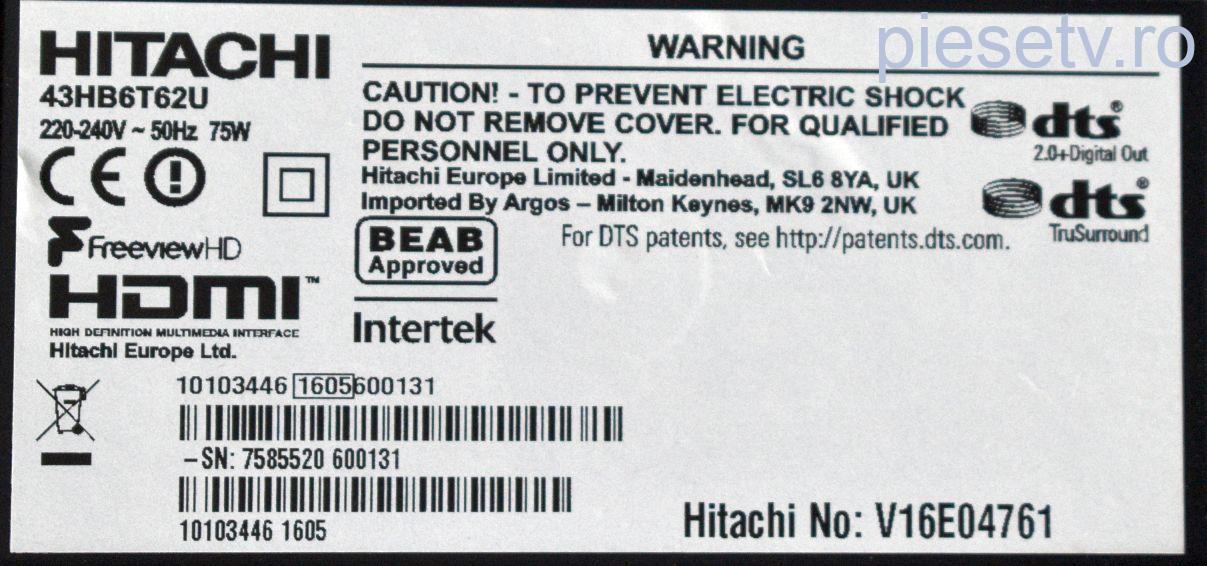 piesetv.ro
HITACHI
43HB6T62U
220-240V ~ 50Hz 75W
CE
FreeviewHD
HDMI™
HIGH DEFINITION MULTIMEDIA INTERFACE
Hitachi Europe Ltd.
WARNING
CAUTION! - TO PREVENT ELECTRIC SHOCK
DO NOT REMOVE COVER. FOR QUALIFIED
PERSONNEL ONLY.
Hitachi Europe Limited - Maidenhead, SL6 8YA, UK
Imported By Argos – Milton Keynes, MK9 2NW, UK
For DTS patents, see http://patents.dts.com.
BEAB
Approved
Intertek
dts®
2.0+Digital Out
dts®
TruSurround
10103446 1605600131
–SN: 7585520 600131
10103446 1605
Hitachi No: V16E04761